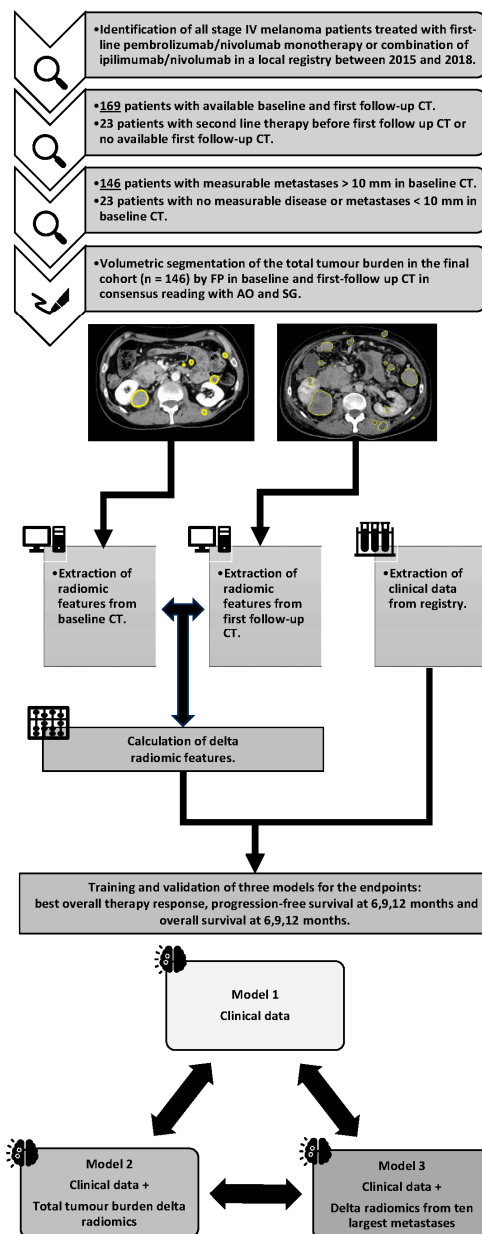 •Identification of all stage IV melanoma patients treated with first-
line pembrolizumab/nivolumab monotherapy or combination of
ipilimumab/nivolumab in a local registry between 2015 and 2018.
•169 patients with available baseline and first follow-up CT.
•23 patients with second line therapy before first follow up CT or
no available first follow-up CT.
•146 patients with measurable metastases > 10 mm in baseline CT.
•23 patients with no measurable disease or metastases < 10 mm in
baseline CT.
•Volumetric segmentation of the total tumour burden in the final
cohort (n = 146) by FP in baseline and first-follow up CT in
consensus reading with AO and SG.
•Extraction of
radiomic
features from
baseline CT.
•Extraction of
radiomic
features from
first follow-up
CT.
•Extraction of
clinical data
from registry.
Calculation of delta
radiomic features.
Training and validation of three models for the endpoints:
best overall therapy response, progression-free survival at 6,9,12 months and
overall survival at 6,9,12 months.
Model 1
Clinical data
Model 2
Clinical data +
Total tumour burden delta
radiomics
Model 3
Clinical data +
Delta radiomics from ten
largest metastases